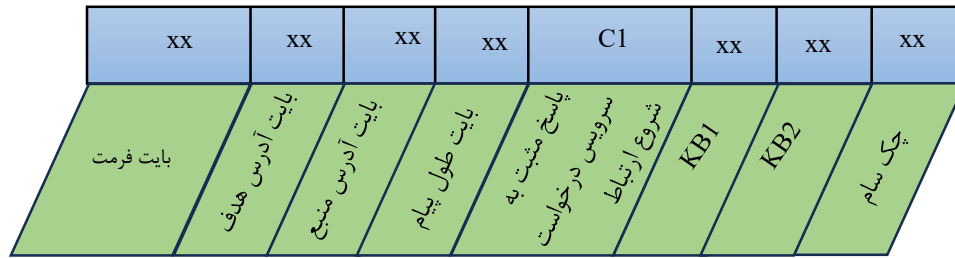 xx xx xx xx C1 xx xx xx
بایت فرمت
بایت آدرس هدف
بایت آدرس منبع
بایت طول پیام
پاسخ مثبت به
سرویس درخواست
شروع ارتباط
KB1
KB2
چک سام